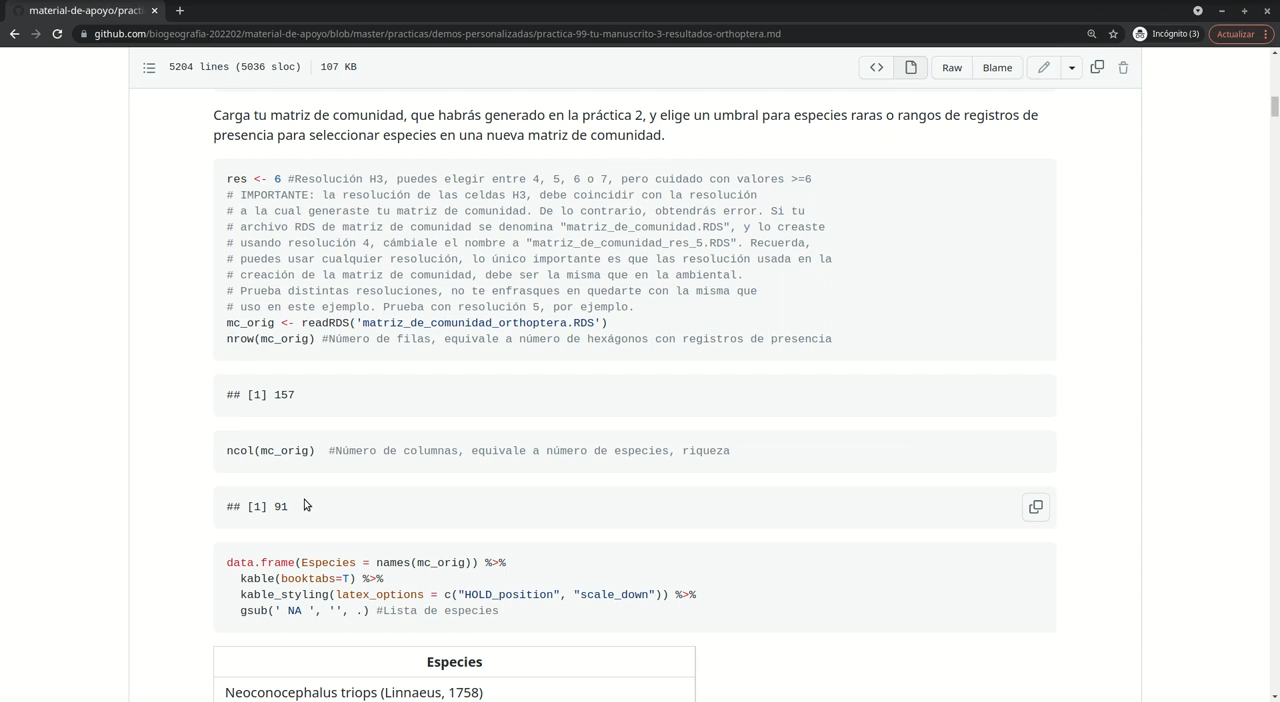 material-de-apoyo/practi
github.com/biogeografia-202202/material-de-apoyo/blob/master/practicas/demos-personalizadas/practica-99-tu-manuscrito-3-resultados-orthoptera.md
Incógnito (3)
Actualizar
5204 lines (5036 sloc) 107 KB
Raw
Blame
Carga tu matriz de comunidad, que habrás generado en la práctica 2, y elige un umbral para especies raras o rangos de registros de
presencia para seleccionar especies en una nueva matriz de comunidad.
res <- 6 #Resolución H3, puedes elegir entre 4, 5, 6 o 7, pero cuidado con valores >=6
# IMPORTANTE: la resolución de las celdas H3, debe coincidir con la resolución
# a la cual generaste tu matriz de comunidad. De lo contrario, obtendrás error. Si tu
# archivo RDS de matriz de comunidad se denomina "matriz_de_comunidad.RDS", y lo creaste
# usando resolución 4, cámbiale el nombre a "matriz_de_comunidad_res_5.RDS". Recuerda,
# puedes usar cualquier resolución, lo único importante es que las resolución usada en la
# creación de la matriz de comunidad, debe ser la misma que en la ambiental.
# Prueba distintas resoluciones, no te enfrasques en quedarte con la misma que
# uso en este ejemplo. Prueba con resolución 5, por ejemplo.
mc_orig <- readRDS('matriz_de_comunidad_orthoptera.RDS')
nrow(mc_orig) #Número de filas, equivale a número de hexágonos con registros de presencia
## [1] 157
ncol(mc_orig)  #Número de columnas, equivale a número de especies, riqueza
## [1] 91
data.frame(Especies = names(mc_orig)) %>%
  kable(booktabs=T) %>%
  kable_styling(latex_options = c("HOLD_position", "scale_down")) %>%
  gsub(' NA ', '', .) #Lista de especies
Especies
Neoconocephalus triops (Linnaeus, 1758)